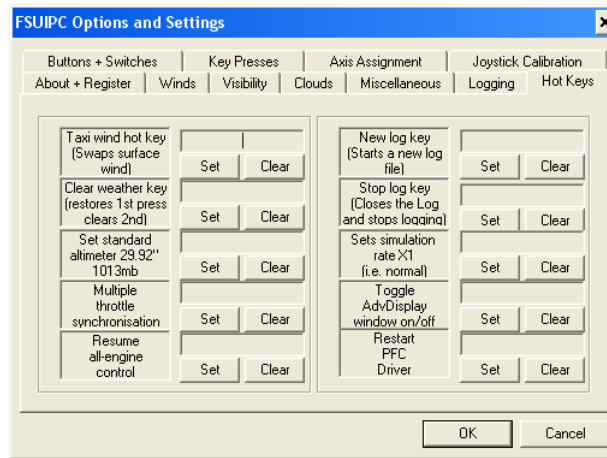 FSUIPC Options and Settings
Buttons + Switches Key Presses Axis Assignment Joystick Calibration
About + Register Winds Visibility Clouds Miscellaneous Logging Hot Keys
Taxi wind hot key
(Swaps surface
wind)
Set Clear
Clear weather key
(restores 1st press
clears 2nd)
Set Clear
Set standard
altimeter 29.92"
1013mb
Set Clear
Multiple
throttle
synchronisation
Set Clear
Resume
all-engine
control
Set Clear
New log key
(Starts a new log
file)
Set Clear
Stop log key
(Closes the Log
and stops logging)
Set Clear
Sets simulation
rate X1
(i.e. normal)
Set Clear
Toggle
AdvDisplay
window on/off
Set Clear
Restart
PFC
Driver
Set Clear
OK Cancel